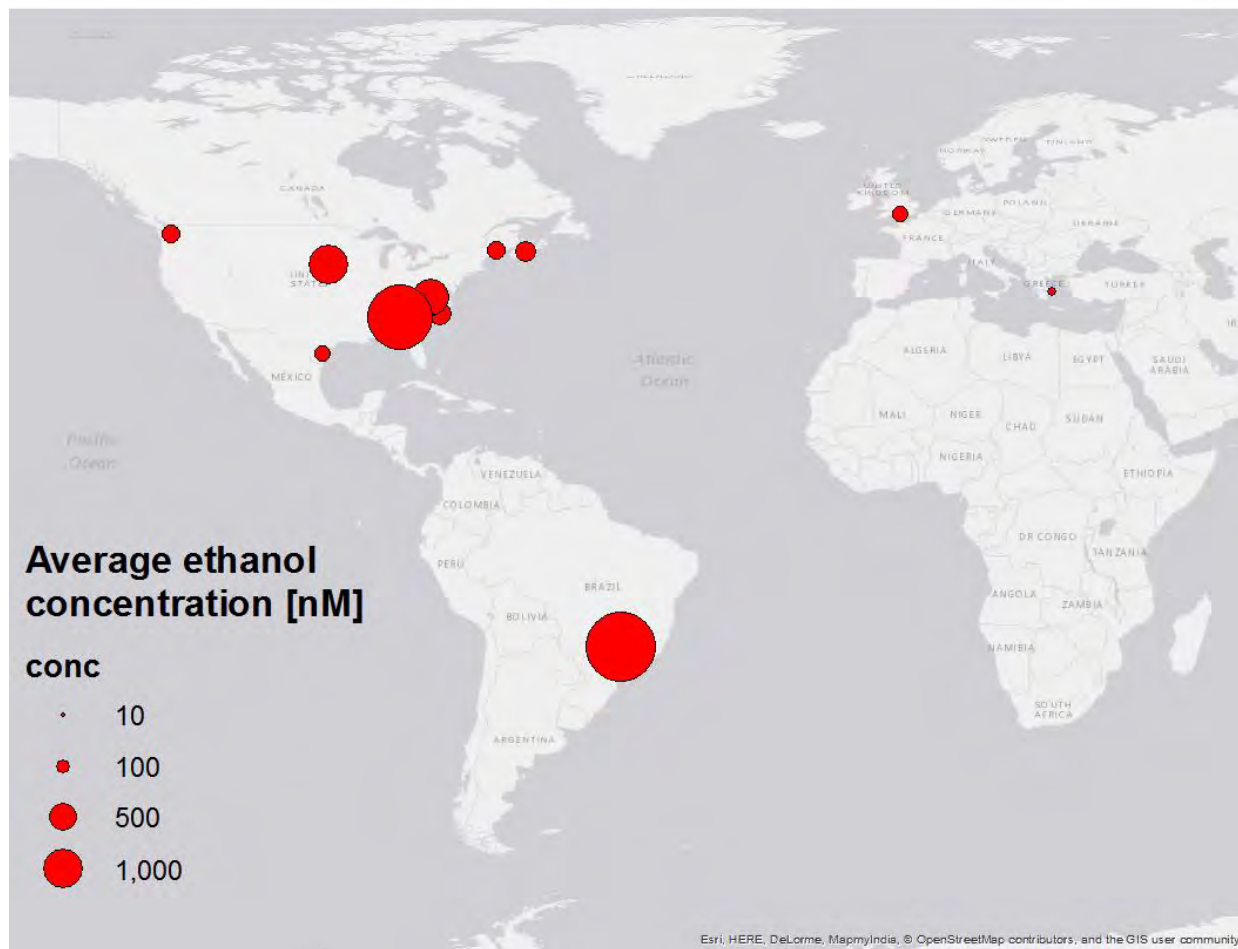 SWEDEN
FINLAND
NORWAY
UNITED
KINGDOM
CANADA
POLAND
GERMANY
UKRAINE
FRANCE
ITALY
GREECE
TURKEY
UNITED
STATES
IR
ALGERIA
LIBYA
EGYPT
SAUDI
ARABIA
Atlantic
Ocean
MÉXICO
MALI
NIGER
CHAD
SUDAN
Pacific
Ocean
NIGERIA
ETHIOPIA
VENEZUELA
COLOMBIA
DR CONGO
TANZANIA
PERU
BRAZIL
ANGOLA
ZAMBIA
BOLIVIA
NAMIBIA
SOUTH
AFRICA
ARGENTINA
Average ethanol
concentration [nM]
conc
10
100
500
1,000
Esri, HERE, DeLorme, MapmyIndia, © OpenStreetMap contributors, and the GIS user community